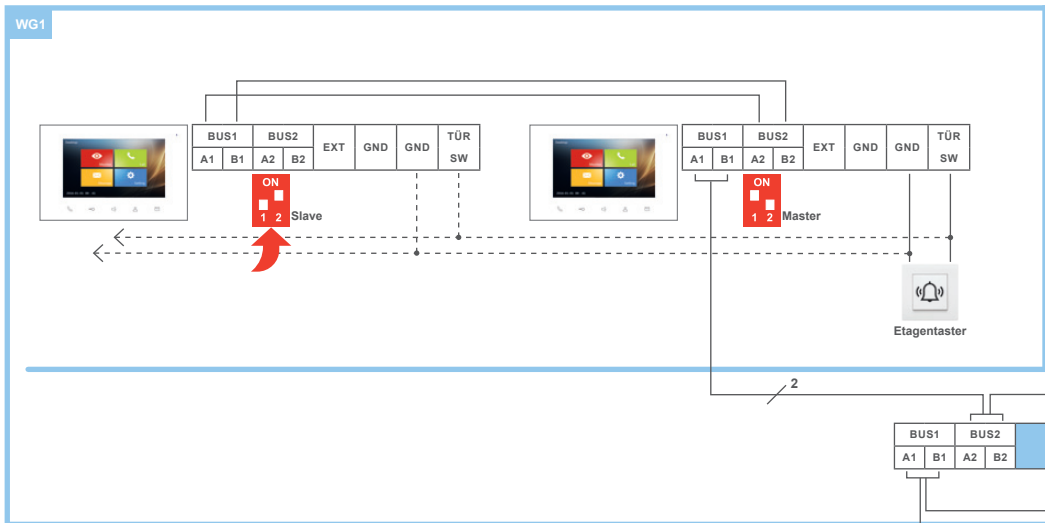 WG1
BUS1 BUS2 EXT GND GND TÜR SW
A1 B1 A2 B2
BUS1 BUS2 EXT GND GND TÜR SW
A1 B1 A2 B2
ON
1 2 Slave
ON
1 2 Master
Etagentaster
2
BUS1 BUS2
A1 B1 A2 B2